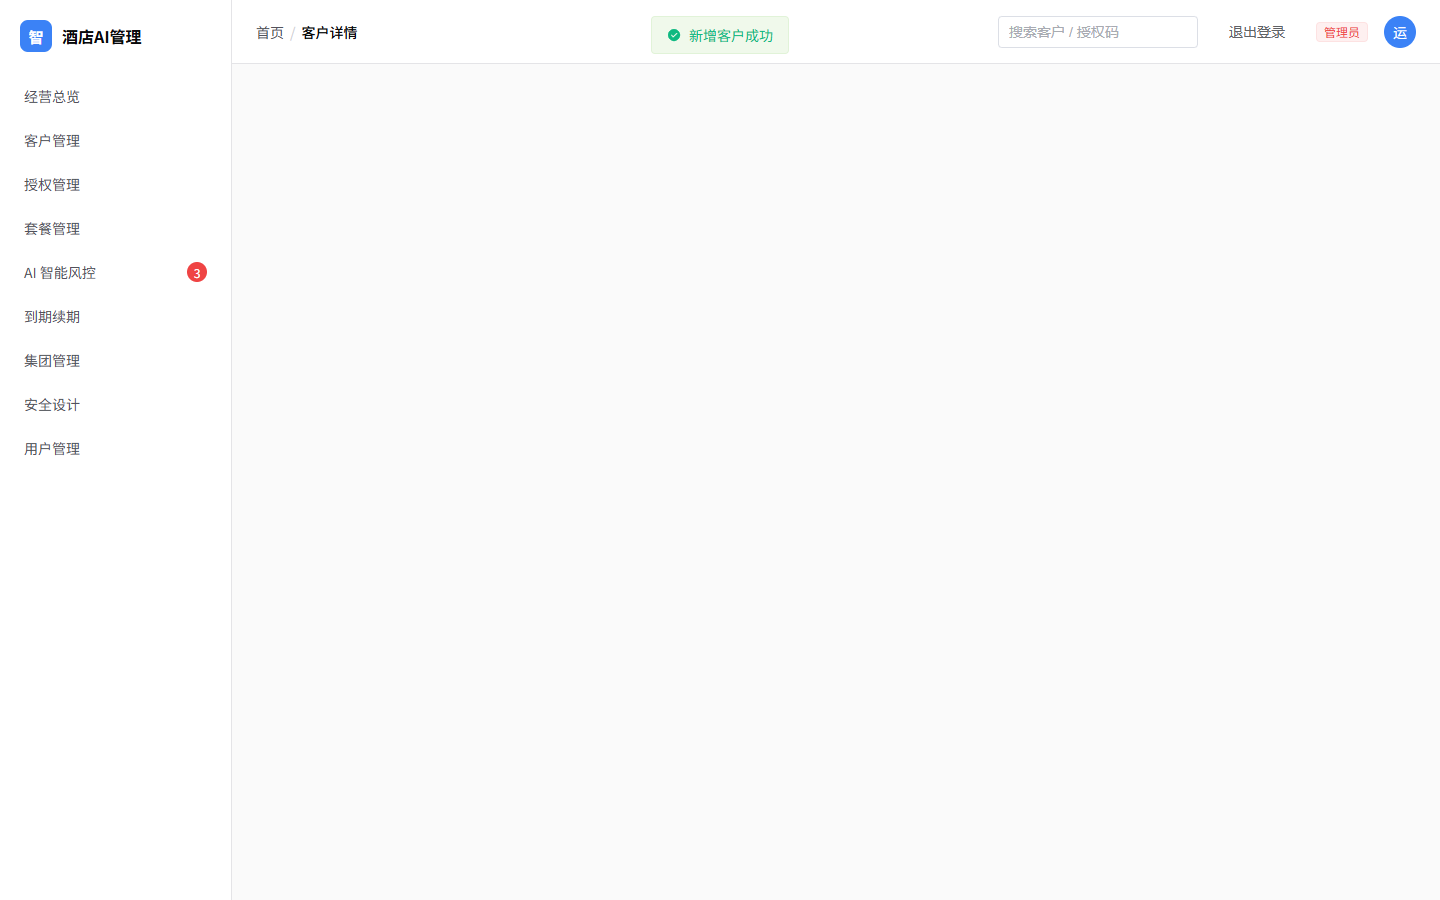 智 酒店AI管理
首页 / 客户详情
新增客户成功
搜索客户 / 授权码
退出登录
管理员
运
经营总览
客户管理
授权管理
套餐管理
AI 智能风控 3
到期续期
集团管理
安全设计
用户管理